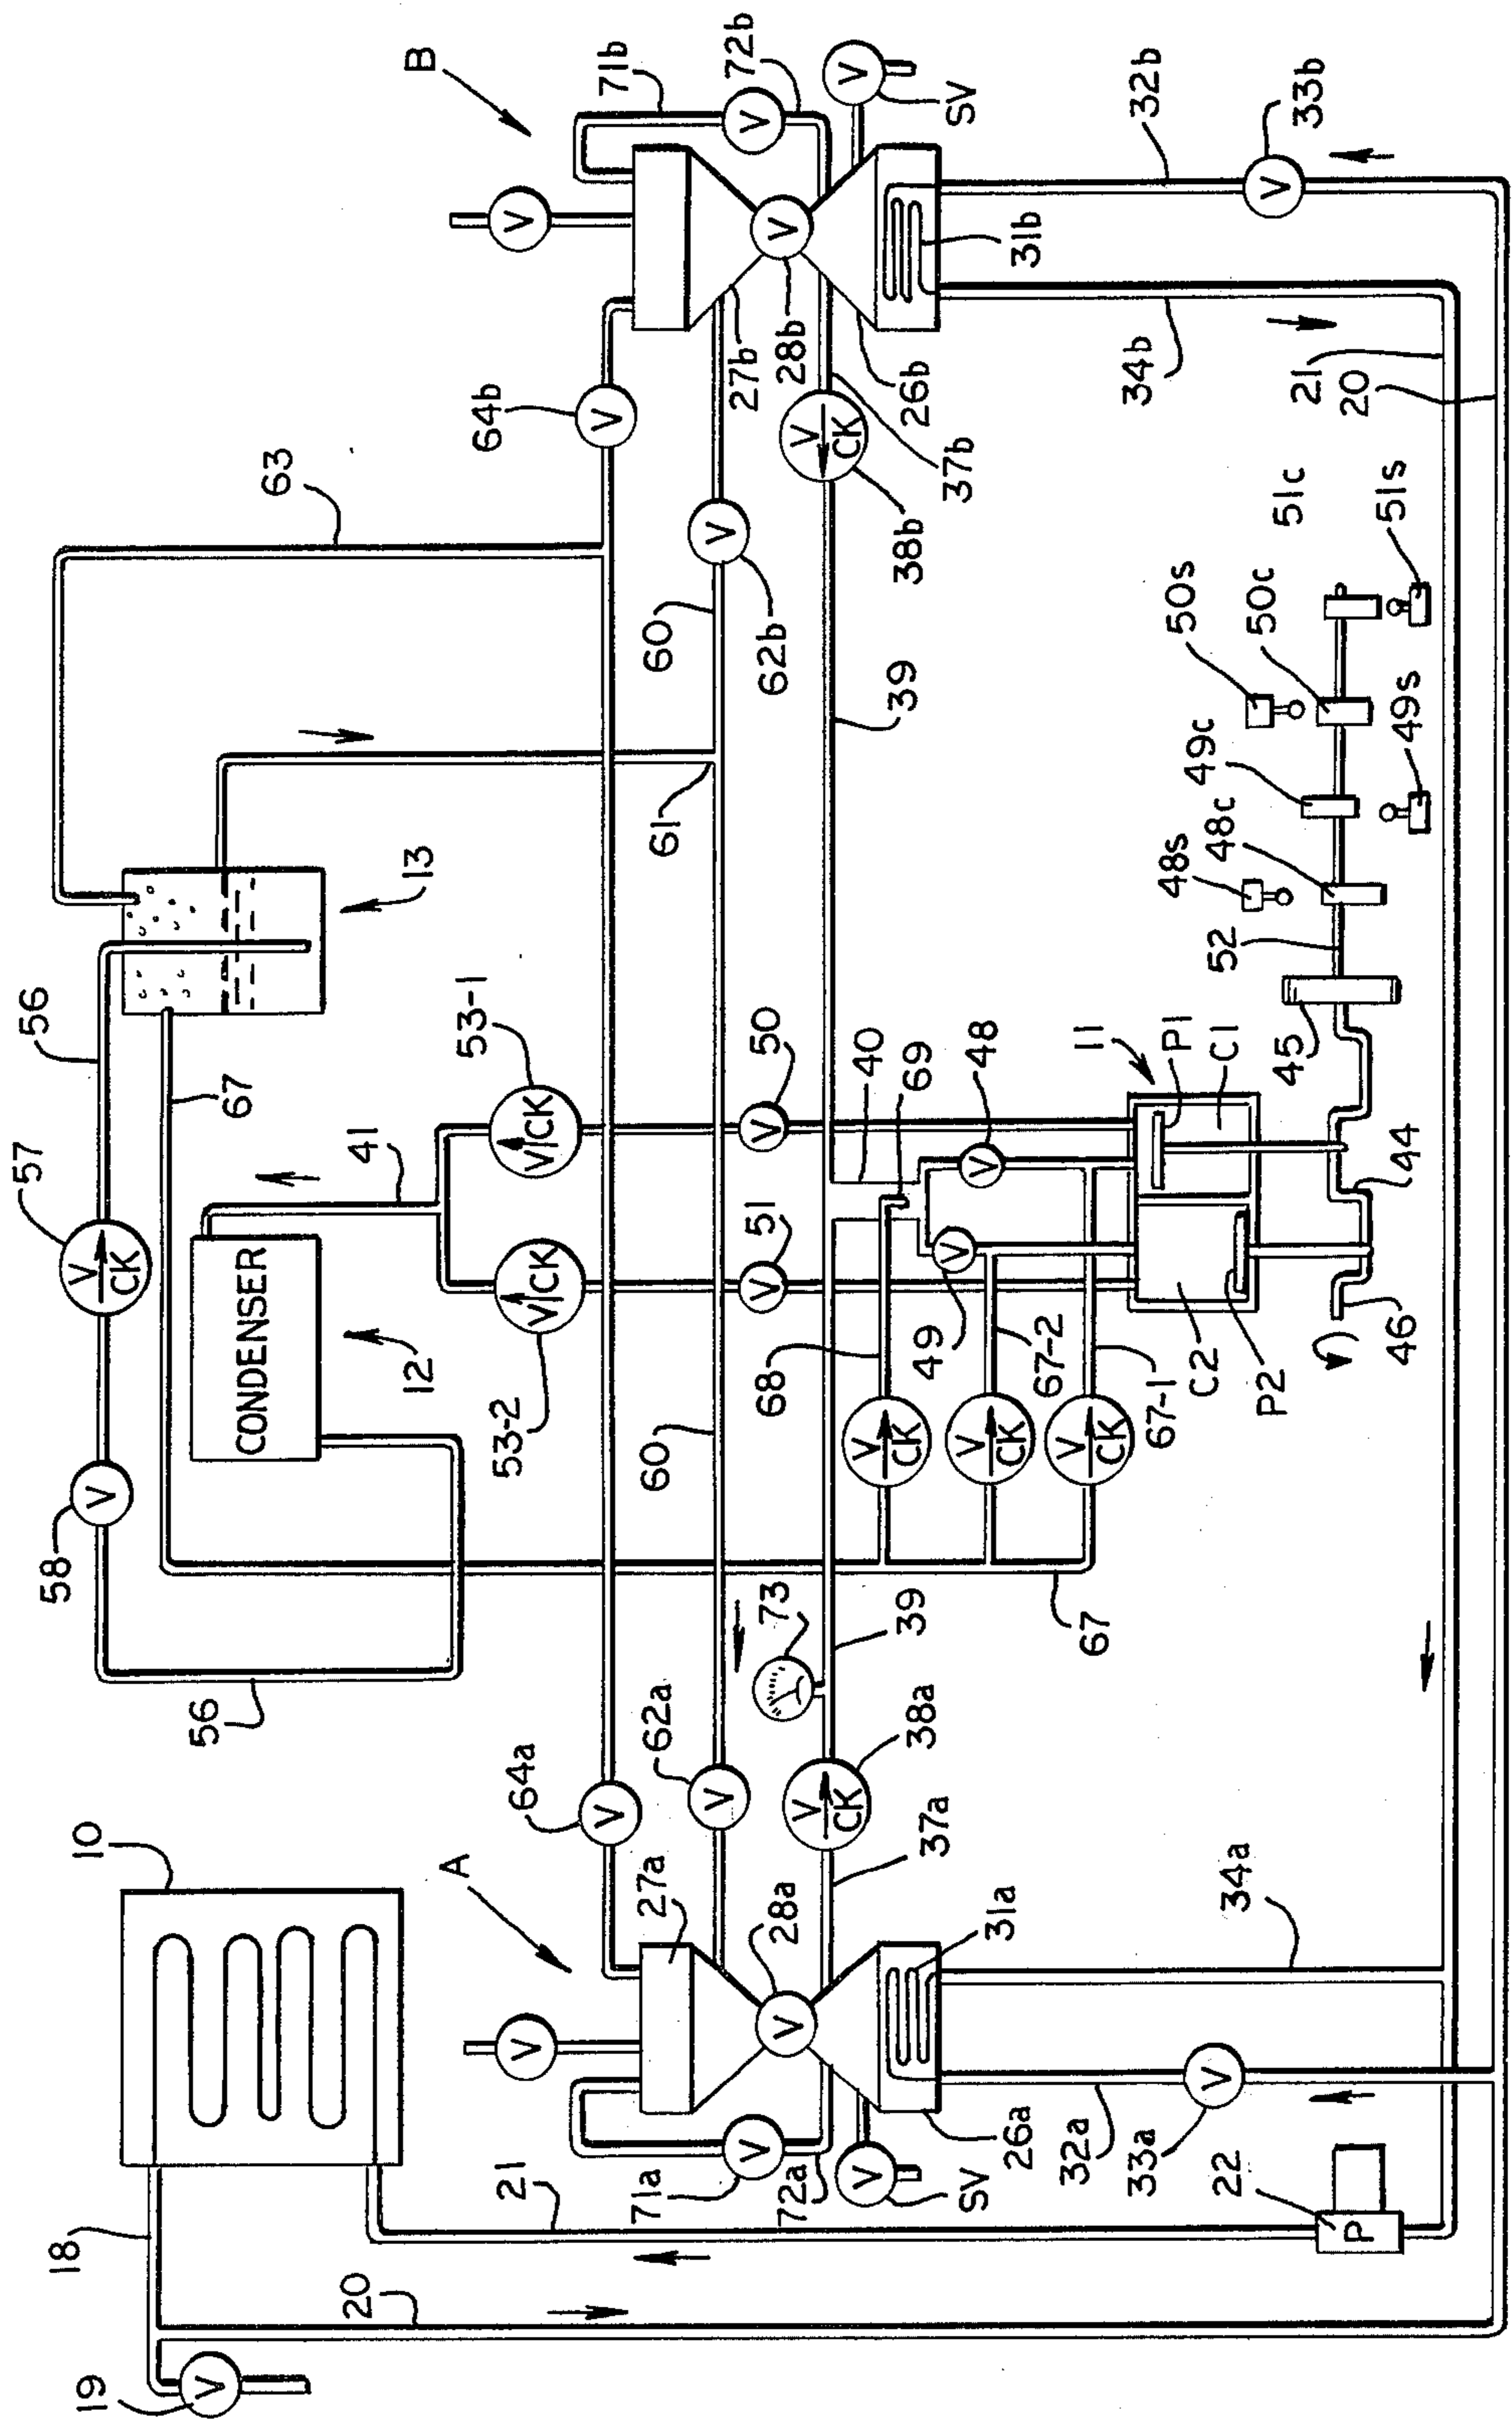 B
71b
72b
V
V
V
SV
32b
33b
V
31b
V
27b
28b
26b
34b
21
20
64b
V
V
CK
37b
38b
63
V
62b
60
39
51c
51s
50s
50c
49s
49c
61
48c
48s
13
52
56
67
53-1
V/CK
50
V
40
69
48
V
11
P1
C1
45
57
V
CK
41
CONDENSER
12
53-2
V/CK
51
V
49
V
68
67-2
67-1
C2
P2
44
46
V
CK
V
CK
V
CK
58
V
56
60
73
39
67
64a
V
62a
V
38a
V
CK
37a
10
A
27a
28a
V
31a
34a
V
V
71a
72a
V
SV
26a
32a
33a
V
22
P
21
18
20
19
V